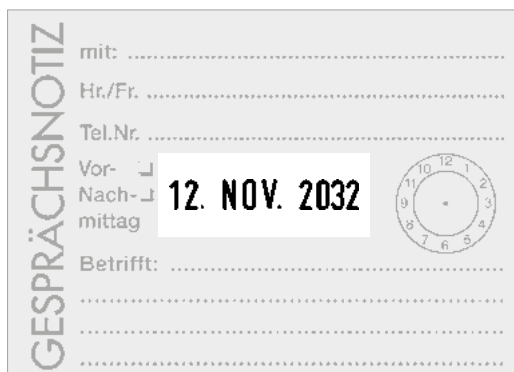 GESPRÄCHSNOTIZ
mit:
Hr./Fr.
Tel.Nr.
Vor-
Nach-
mittag
12. NOV. 2032
12
1
2
3
4
5
6
7
8
9
10
11
Betrifft: